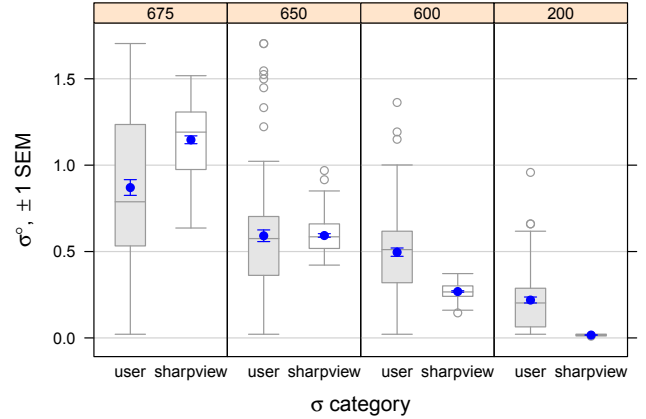 675 650 600 200
1.5
1.0
0.5
0.0
σ°, ± 1 SEM
user sharpview user sharpview user sharpview user sharpview
σ category